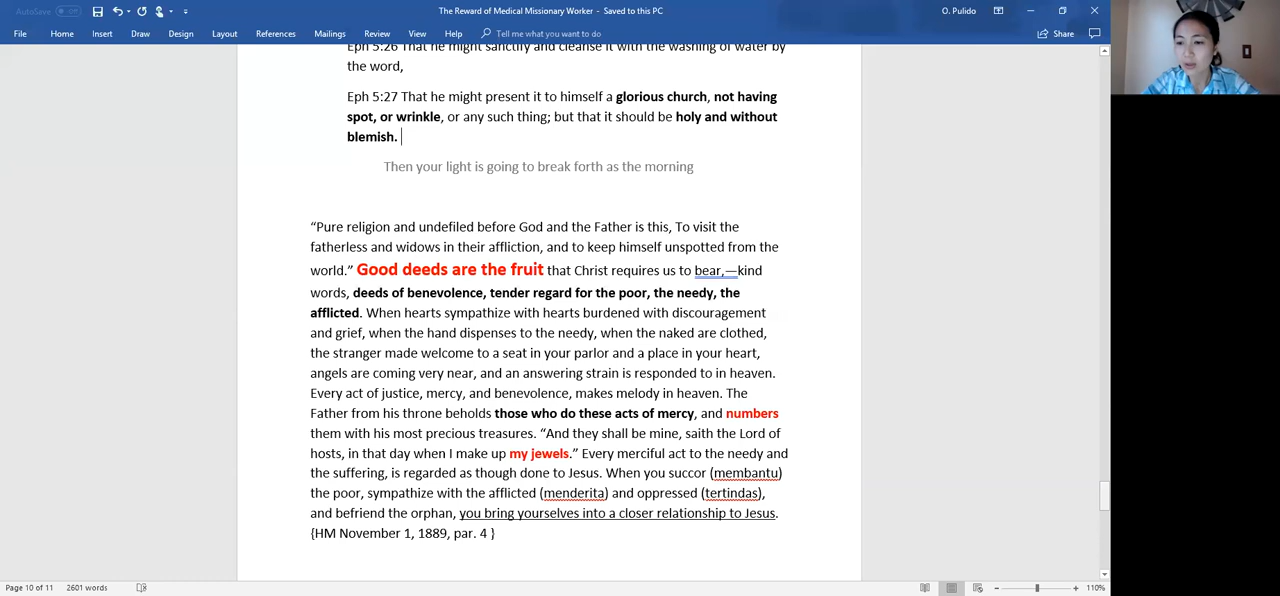 AutoSave Off
The Reward of Medical Missionary Worker - Saved to this PC
O. Pulido
File Home Insert Draw Design Layout References Mailings Review View Help Tell me what you want to do Share
Eph 5:26 That he might sanctify and cleanse it with the washing of water by
the word,
Eph 5:27 That he might present it to himself a glorious church, not having
spot, or wrinkle, or any such thing; but that it should be holy and without
blemish.
Then your light is going to break forth as the morning
“Pure religion and undefiled before God and the Father is this, To visit the
fatherless and widows in their affliction, and to keep himself unspotted from the
world.” Good deeds are the fruit that Christ requires us to bear,—kind
words, deeds of benevolence, tender regard for the poor, the needy, the
afflicted. When hearts sympathize with hearts burdened with discouragement
and grief, when the hand dispenses to the needy, when the naked are clothed,
the stranger made welcome to a seat in your parlor and a place in your heart,
angels are coming very near, and an answering strain is responded to in heaven.
Every act of justice, mercy, and benevolence, makes melody in heaven. The
Father from his throne beholds those who do these acts of mercy, and numbers
them with his most precious treasures. “And they shall be mine, saith the Lord of
hosts, in that day when I make up my jewels.” Every merciful act to the needy and
the suffering, is regarded as though done to Jesus. When you succor (membantu)
the poor, sympathize with the afflicted (menderita) and oppressed (tertindas),
and befriend the orphan, you bring yourselves into a closer relationship to Jesus.
{HM November 1, 1889, par. 4 }
Page 10 of 11 2601 words 110%